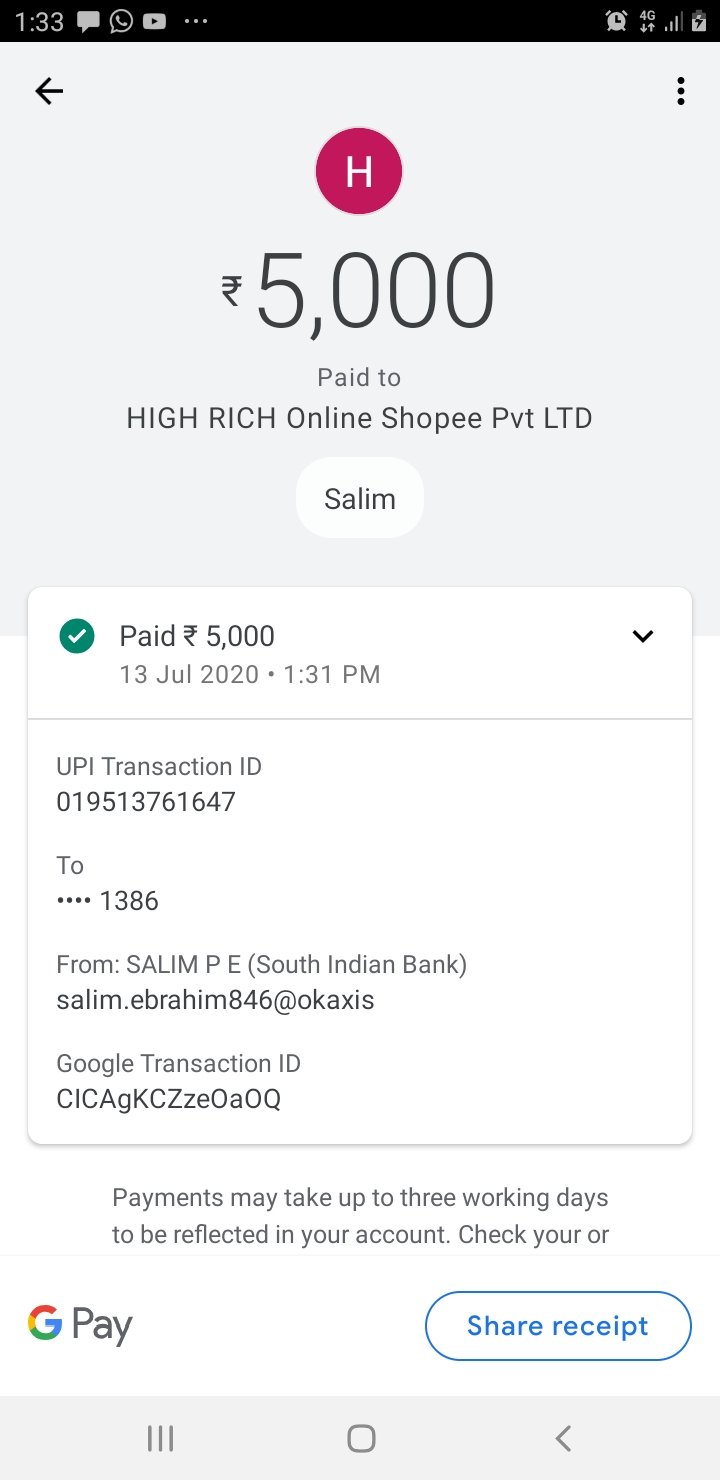 1:33
4G
H
₹5,000
Paid to
HIGH RICH Online Shopee Pvt LTD
Salim
Paid ₹ 5,000
13 Jul 2020 • 1:31 PM
UPI Transaction ID
019513761647
To
•••• 1386
From: SALIM P E (South Indian Bank)
salim.ebrahim846@okaxis
Google Transaction ID
CICAgKCZzeOaOQ
Payments may take up to three working days
to be reflected in your account. Check your or
G Pay
Share receipt